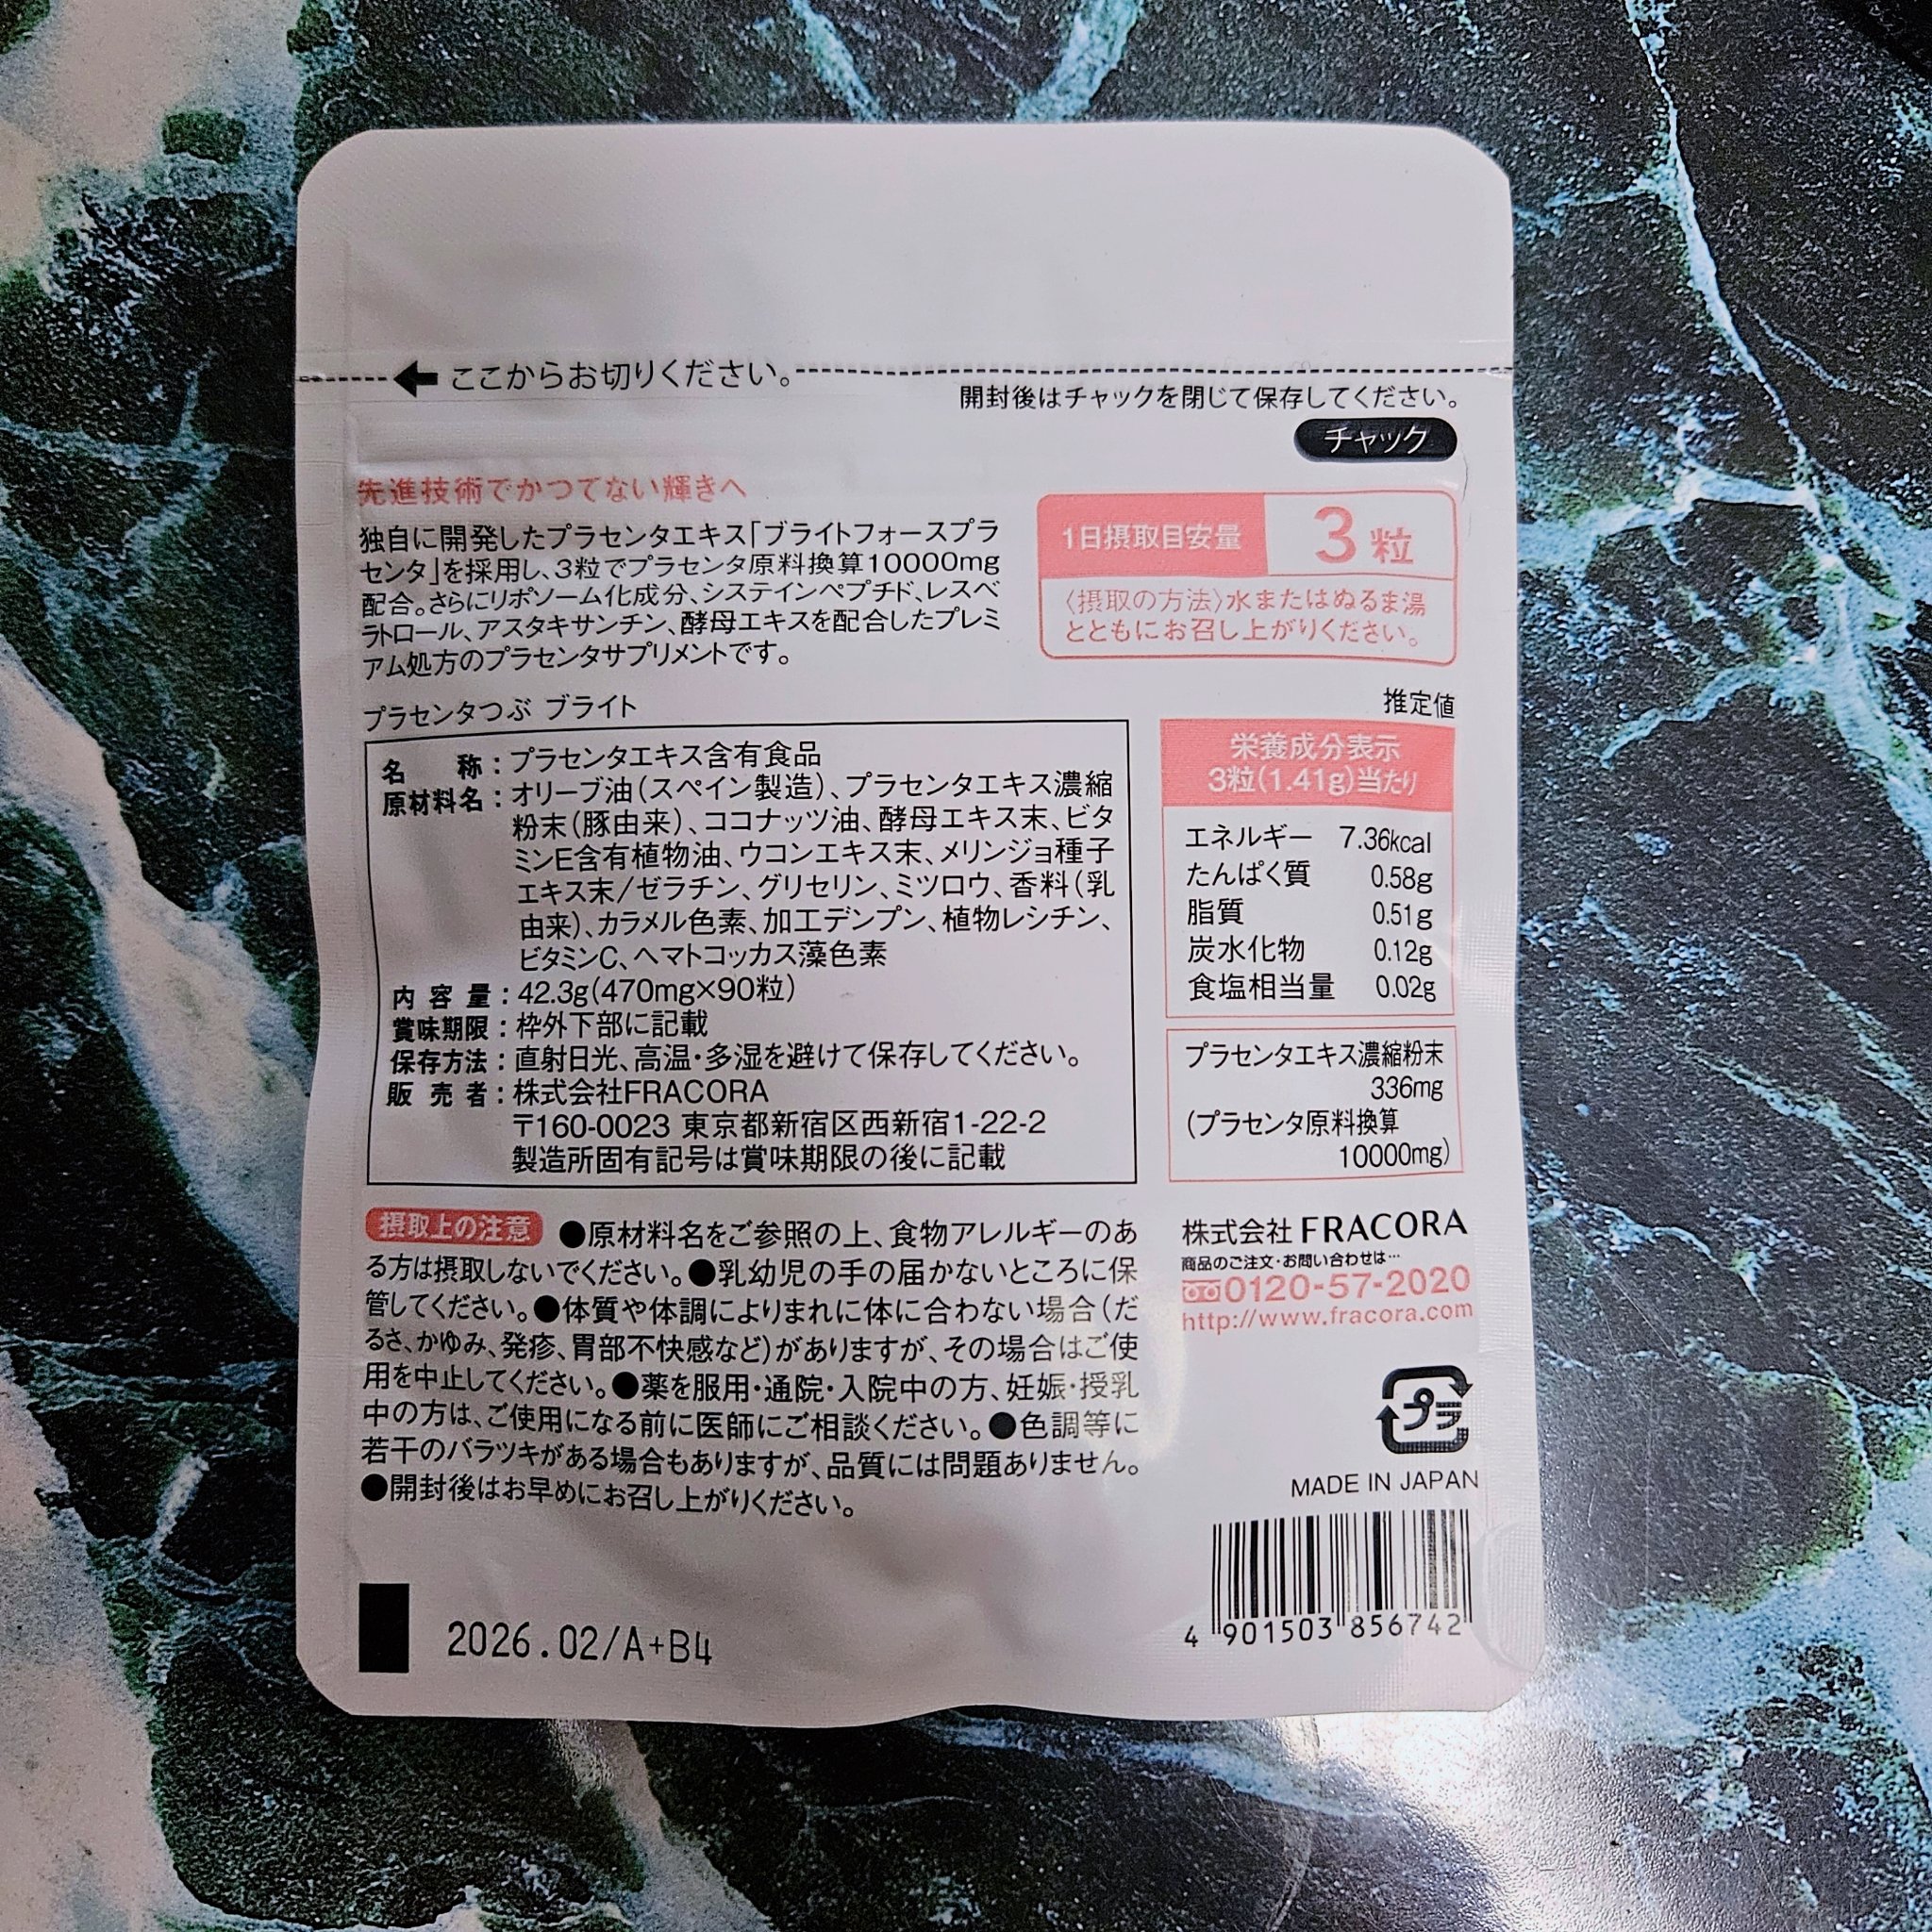 ここからお切りください。
開封後はチャックを閉じて保存してください。
チャック
先進技術でかつてない輝きへ
独自に開発したプラセンタエキス「ブライトフォースプラ
センタ」を採用し、3粒でプラセンタ原料換算10000mg
配合。さらにリポソーム化成分、システインペプチド、レスベ
ラトロール、アスタキサンチン、酵母エキスを配合したプレミ
アム処方のプラセンタサプリメントです。
1日摂取目安量 3粒
〈摂取の方法〉水またはぬるま湯
とともにお召し上がりください。
プラセンタつぶ ブライト
名称：プラセンタエキス含有食品
原材料名：オリーブ油（スペイン製造）、プラセンタエキス濃縮
粉末（豚由来）、ココナッツ油、酵母エキス末、ビタ
ミンE含有植物油、ウコンエキス末、メリンジョ種子
エキス末/ゼラチン、グリセリン、ミツロウ、香料（乳
由来）、カラメル色素、加工デンプン、植物レシチン、
ビタミンC、ヘマトコッカス藻色素
内容量：42.3g(470mg×90粒)
賞味期限：枠外下部に記載
保存方法：直射日光、高温・多湿を避けて保存してください。
販売者：株式会社FRACORA
〒160-0023 東京都新宿区西新宿1-22-2
製造所固有記号は賞味期限の後に記載
推定値
栄養成分表示
3粒(1.41g)当たり
エネルギー 7.36kcal
たんぱく質 0.58g
脂質 0.51g
炭水化物 0.12g
食塩相当量 0.02g
プラセンタエキス濃縮粉末
336mg
(プラセンタ原料換算
10000mg)
摂取上の注意 ●原材料名をご参照の上、食物アレルギーのあ
る方は摂取しないでください。●乳幼児の手の届かないところに保
管してください。●体質や体調によりまれに体に合わない場合（だ
るさ、かゆみ、発疹、胃部不快感など）がありますが、その場合はご使
用を中止してください。●薬を服用・通院・入院中の方、妊娠・授乳
中の方は、ご使用になる前に医師にご相談ください。●色調等に
若干のバラツキがある場合もありますが、品質には問題ありません。
●開封後はお早めにお召し上がりください。
株式会社 FRACORA
商品のご注文・お問い合わせは…
0120-57-2020
http://www.fracora.com
プラ
MADE IN JAPAN
4 901503 856742
2026.02/A+B4